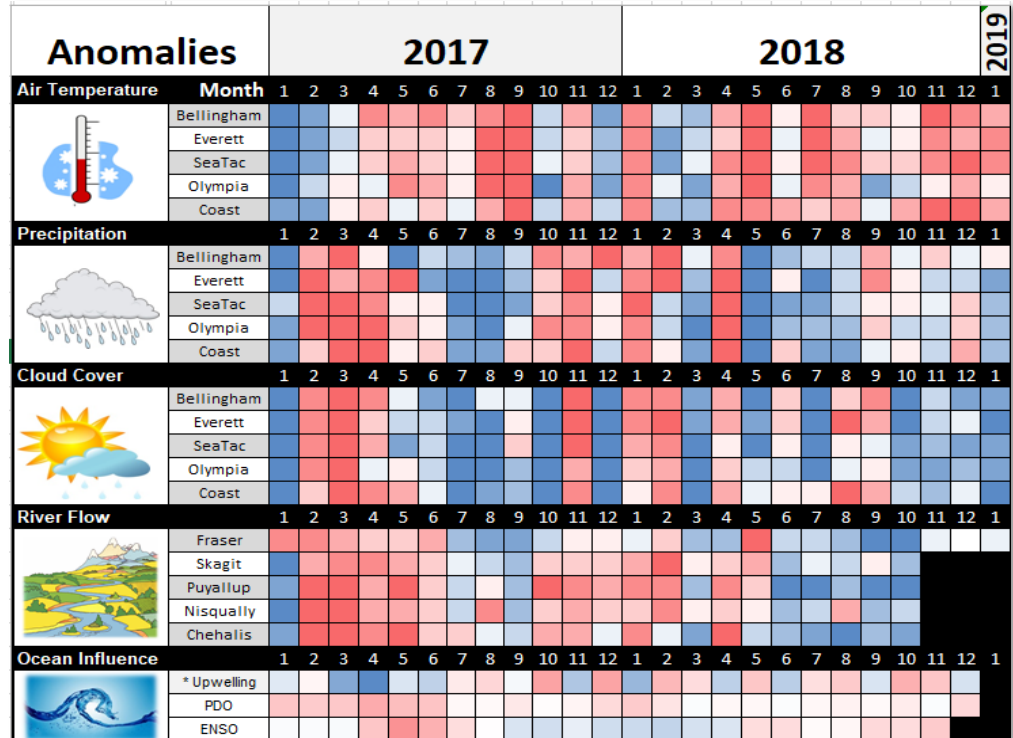 Anomalies 2017 2018 2019
Air Temperature Month 1 2 3 4 5 6 7 8 9 10 11 12 1 2 3 4 5 6 7 8 9 10 11 12 1
Bellingham
Everett
SeaTac
Olympia
Coast
Precipitation 1 2 3 4 5 6 7 8 9 10 11 12 1 2 3 4 5 6 7 8 9 10 11 12 1
Bellingham
Everett
SeaTac
Olympia
Coast
Cloud Cover 1 2 3 4 5 6 7 8 9 10 11 12 1 2 3 4 5 6 7 8 9 10 11 12 1
Bellingham
Everett
SeaTac
Olympia
Coast
River Flow 1 2 3 4 5 6 7 8 9 10 11 12 1 2 3 4 5 6 7 8 9 10 11 12 1
Fraser
Skagit
Puyallup
Nisqually
Chehalis
Ocean Influence 1 2 3 4 5 6 7 8 9 10 11 12 1 2 3 4 5 6 7 8 9 10 11 12 1
* Upwelling
PDO
ENSO